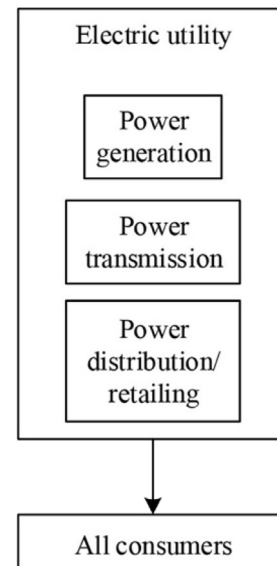 Electric utility
Power
generation
Power
transmission
Power
distribution/
retailing
All consumers